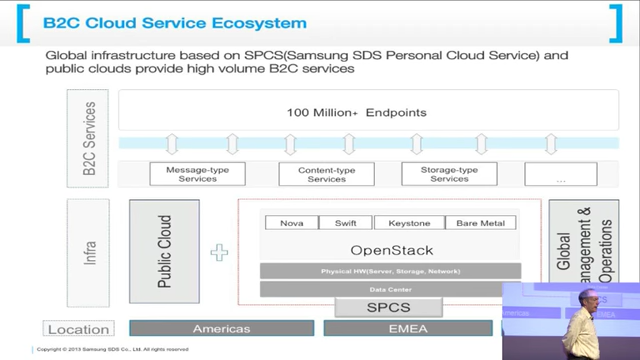 B2C Cloud Service Ecosystem
Global infrastructure based on SPCS(Samsung SDS Personal Cloud Service) and
public clouds provide high volume B2C services
B2C Services
100 Million+ Endpoints
Message-type
Services
Content-type
Services
Storage-type
Services
...
Infra
Public Cloud
Nova
Swift
Keystone
Bare Metal
OpenStack
Physical HW(Server, Storage, Network)
Data Center
SPCS
Global
Management &
Operations
Location
Americas
EMEA
Copyright © 2013 Samsung SDS Co., Ltd. All rights reserved
SPCS
EMEA